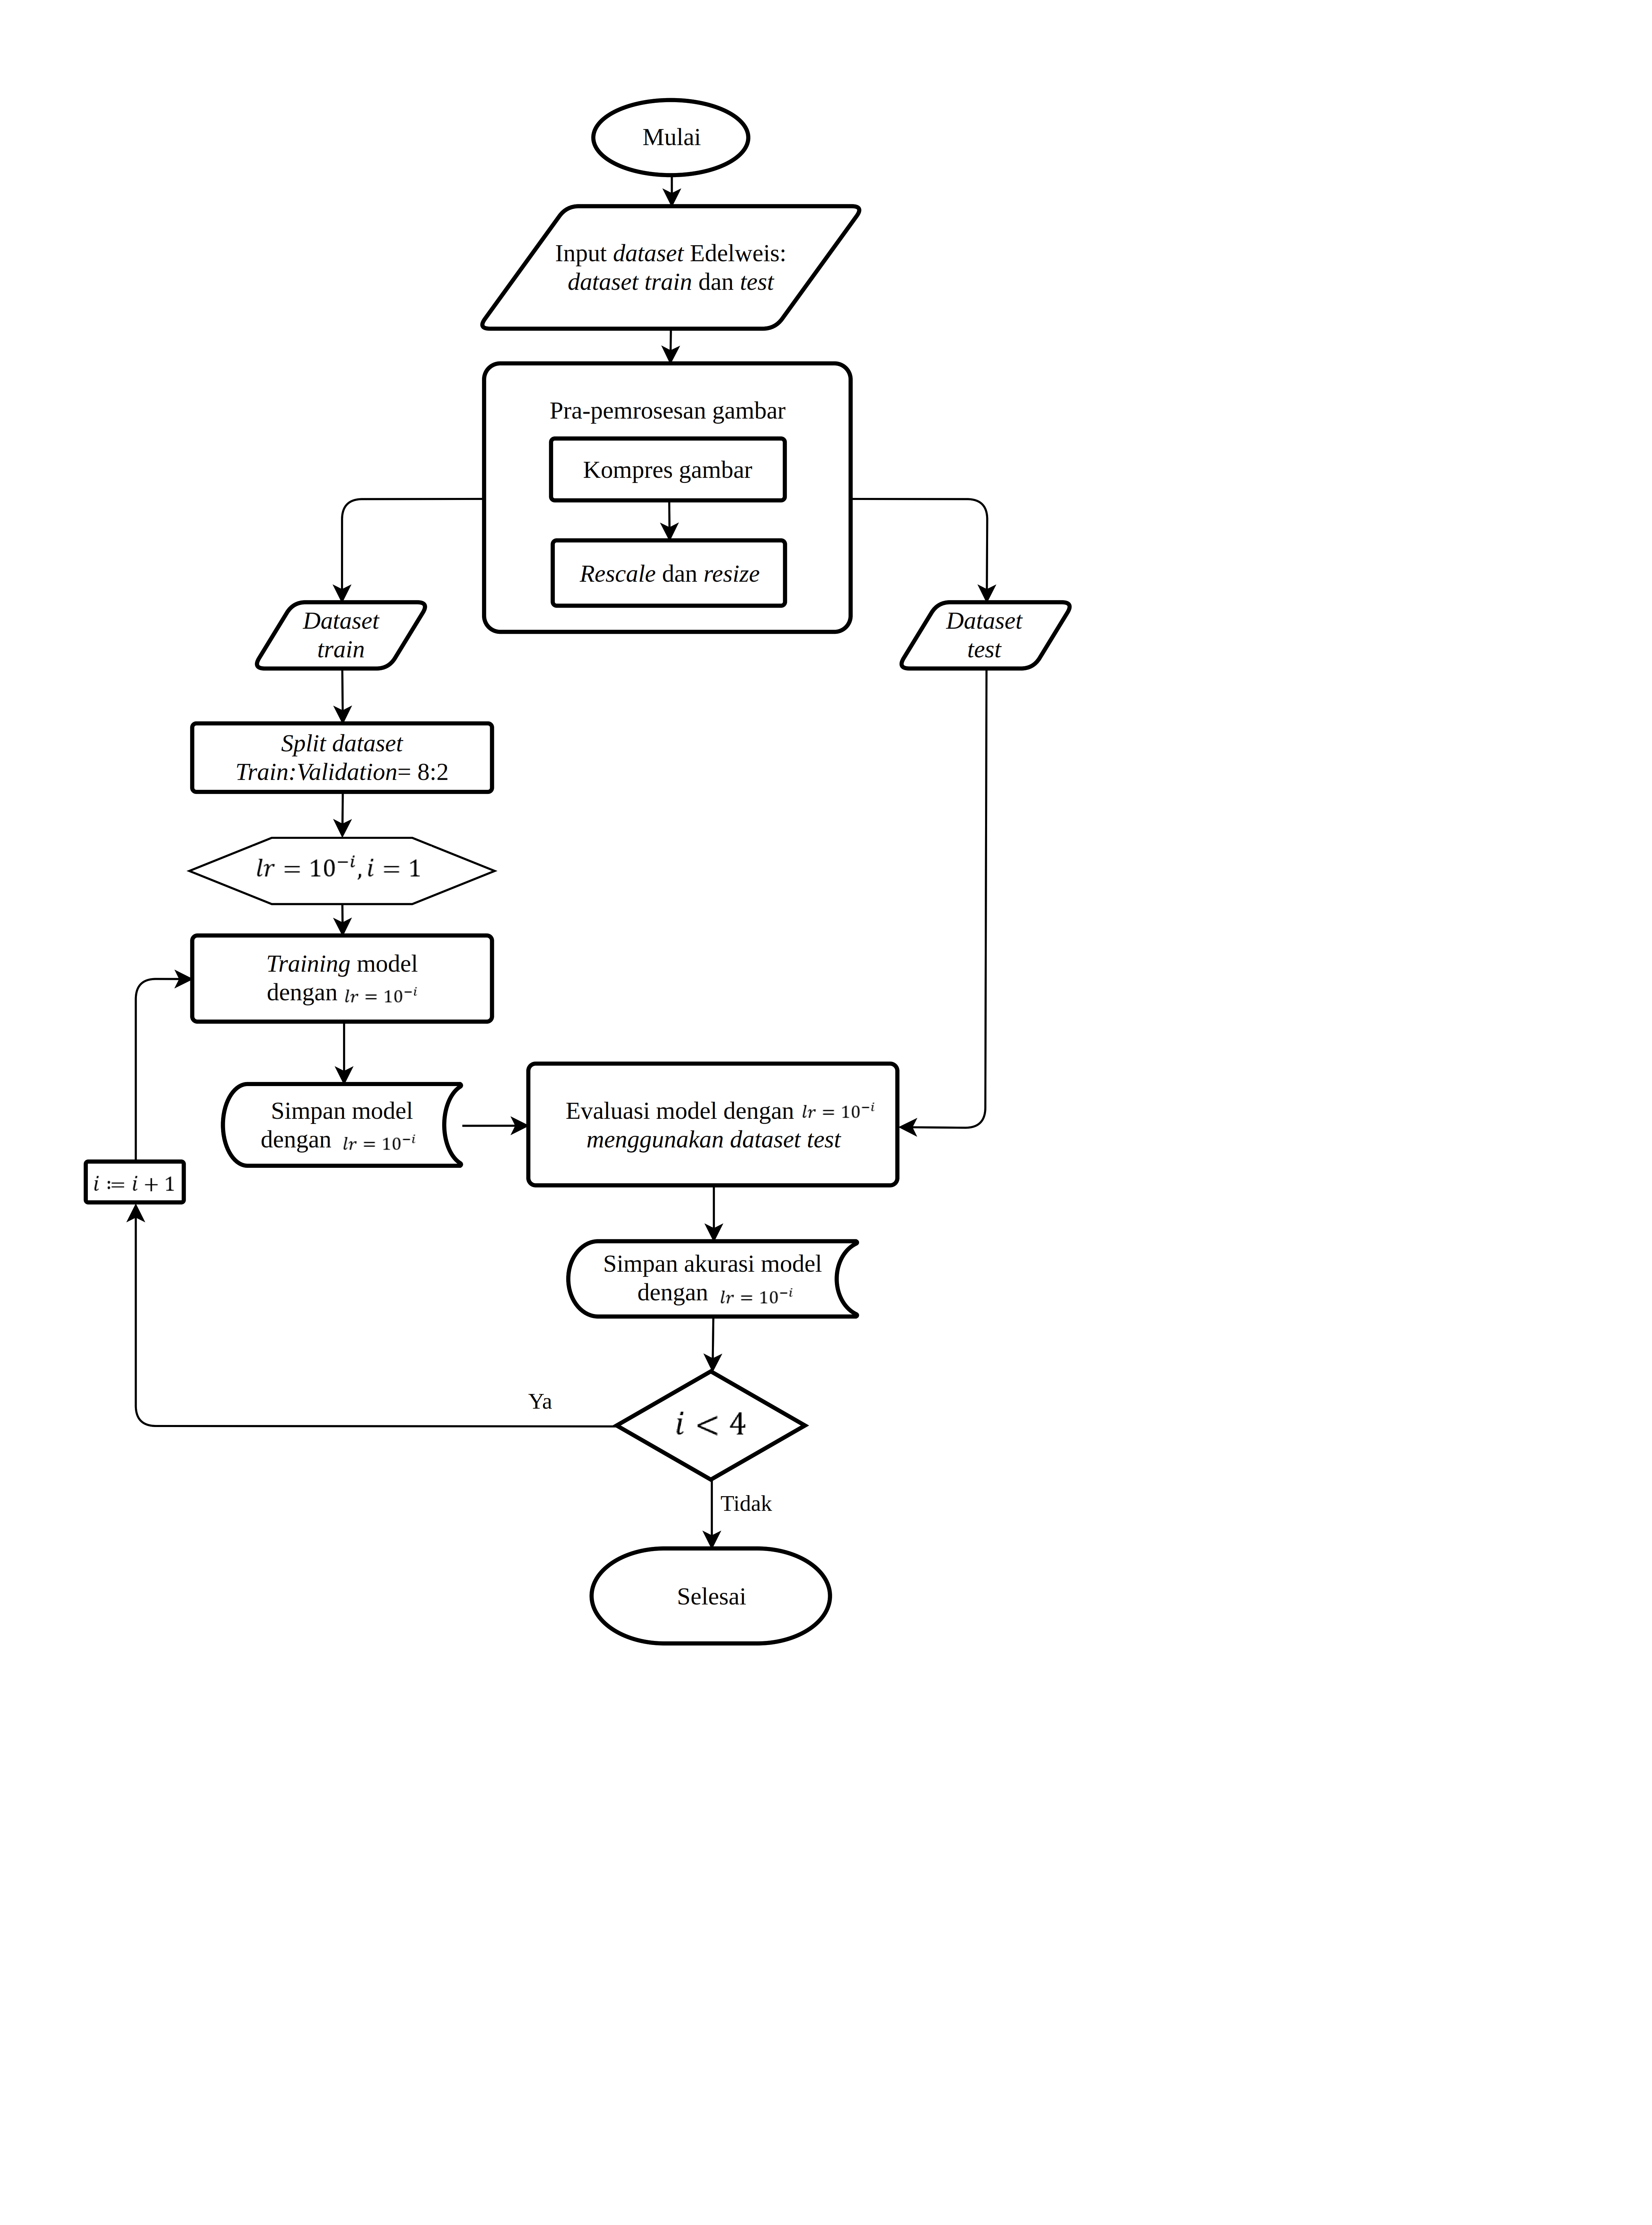 Mulai
Input dataset Edelweis:
dataset train dan test
Pra-pemrosesan gambar
Kompres gambar
Rescale dan resize
Dataset
train
Dataset
test
Split dataset
Train:Validation= 8:2
lr = 10⁻ⁱ, i = 1
Training model
dengan lr = 10⁻ⁱ
Simpan model
dengan lr = 10⁻ⁱ
Evaluasi model dengan lr = 10⁻ⁱ
menggunakan dataset test
i ≔ i + 1
Simpan akurasi model
dengan lr = 10⁻ⁱ
Ya
i < 4
Tidak
Selesai